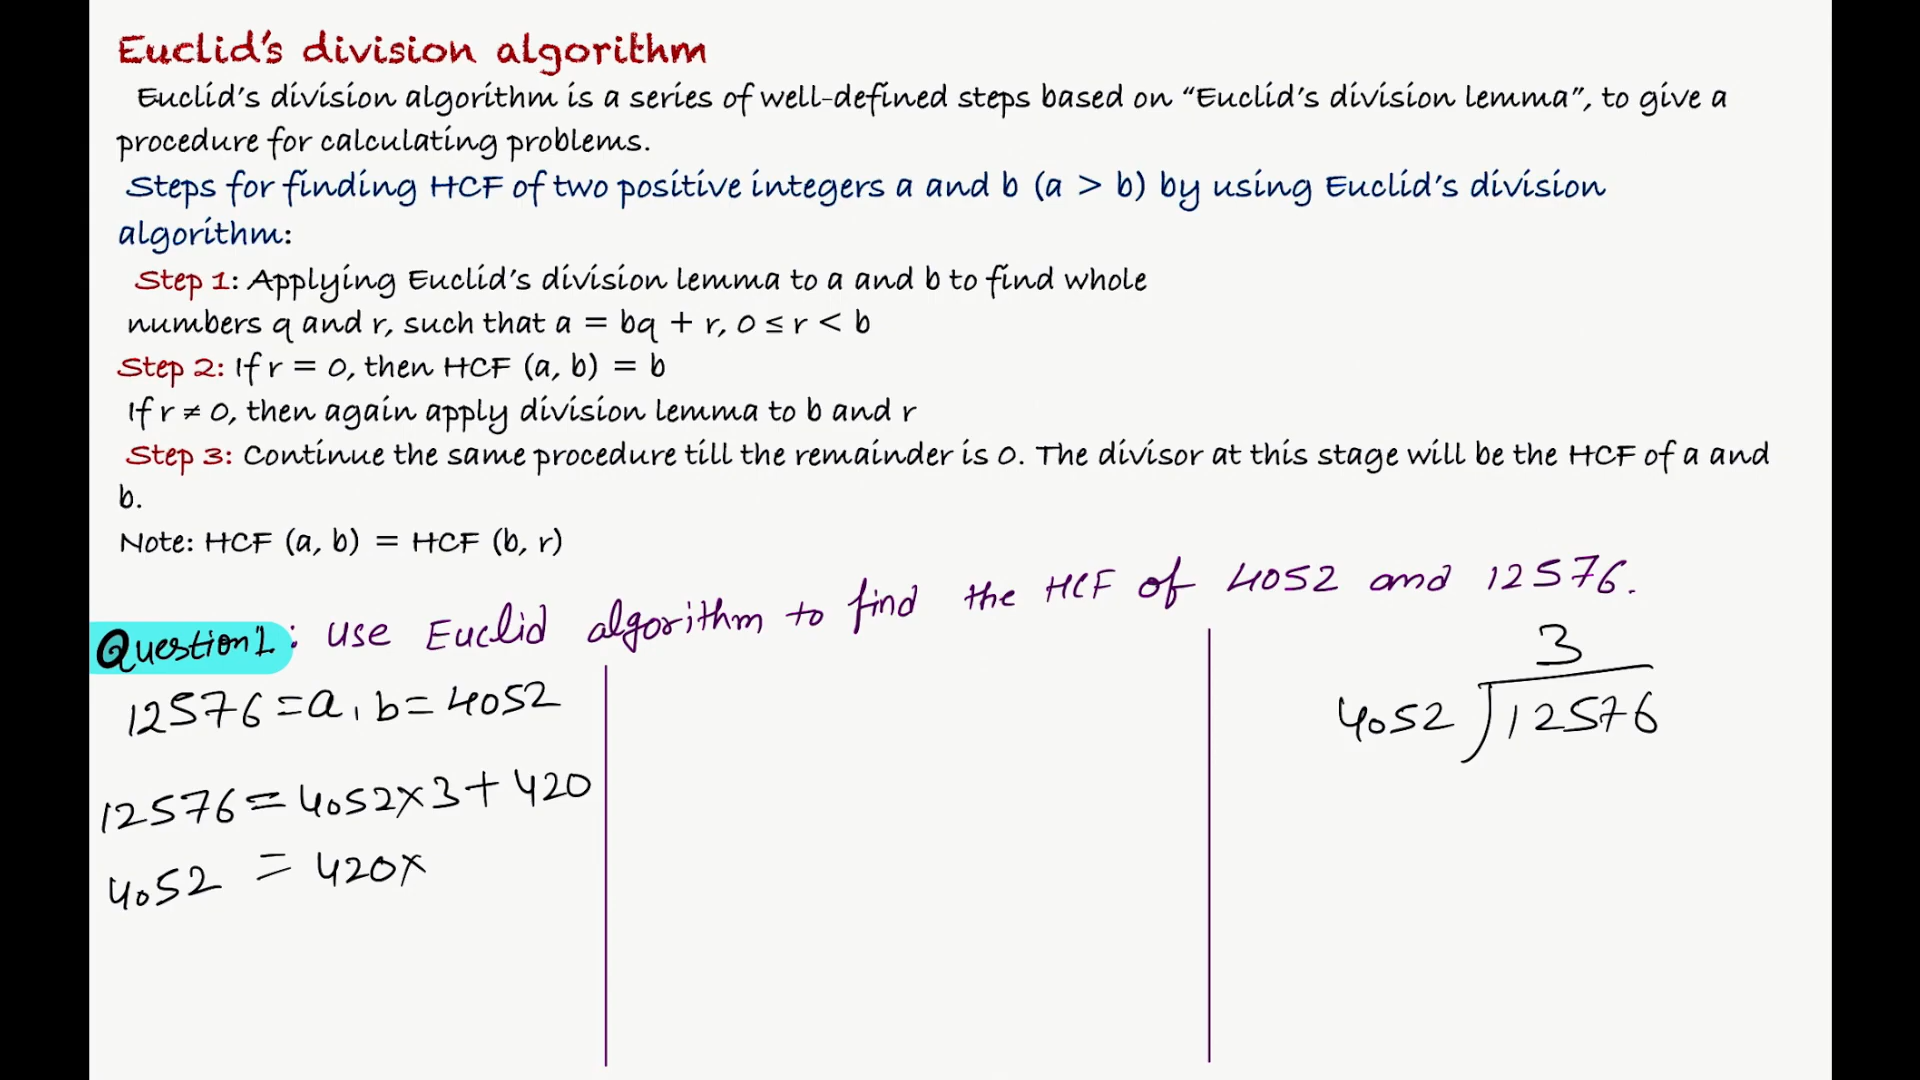 Euclid's division algorithm
Euclid's division algorithm is a series of well-defined steps based on “Euclid's division lemma”, to give a
procedure for calculating problems.
Steps for finding HCF of two positive integers a and b (a > b) by using Euclid's division
algorithm:
Step 1: Applying Euclid's division lemma to a and b to find whole
numbers q and r, such that a = bq + r, 0 ≤ r < b
Step 2: If r = 0, then HCF (a, b) = b
If r ≠ 0, then again apply division lemma to b and r
Step 3: Continue the same procedure till the remainder is 0. The divisor at this stage will be the HCF of a and
b.
Note: HCF (a, b) = HCF (b, r)
Question 1: Use Euclid algorithm to find the HCF of 4052 and 12576.
12576 = a, b = 4052
12576 = 4052 x 3 + 420
4052 = 420 x
3
4052 ) 12576